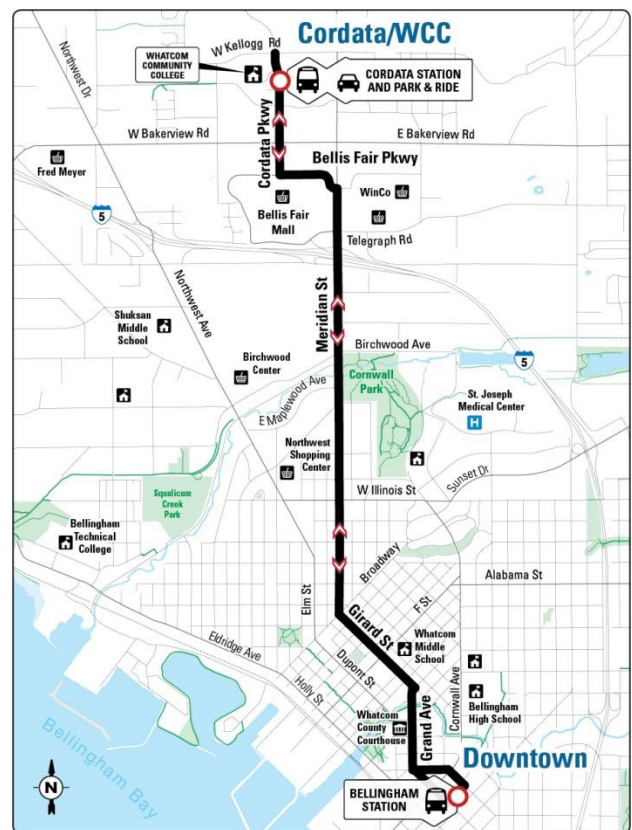 Cordata/WCC
W Kellogg Rd
WHATCOM
COMMUNITY
COLLEGE
CORDATA STATION
AND PARK & RIDE
Northwest Dr
W Bakerview Rd
E Bakerview Rd
Cordata Pkwy
Bellis Fair Pkwy
Fred Meyer
WinCo
Bellis Fair
Mall
5
Telegraph Rd
Northwest Ave
Meridian St
Shuksan
Middle
School
Birchwood Ave
5
Birchwood
Center
Cornwall
Park
E Maplewood Ave
St. Joseph
Medical Center
H
Northwest
Shopping
Center
Sunset Dr
W Illinois St
Squalicum
Creek
Park
Bellingham
Technical
College
Broadway
Alabama St
Elm St
F St
Girard St
Eldridge Ave
Whatcom
Middle
School
Dupont St
Holly St
Cornwall Ave
Bellingham
High School
Whatcom
County
Courthouse
Grand Ave
Bellingham Bay
Downtown
N
BELLINGHAM
STATION